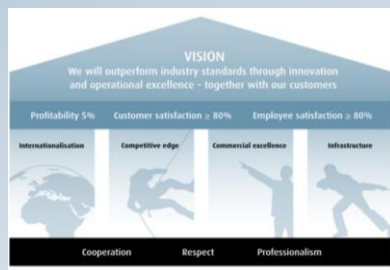 VISION
We will outperform industry standards through innovation
and operational excellence – together with our customers
Profitability 5% Customer satisfaction ≥ 80% Employee satisfaction ≥ 80%
Internationalisation Competitive edge Commercial excellence Infrastructure
Cooperation Respect Professionalism